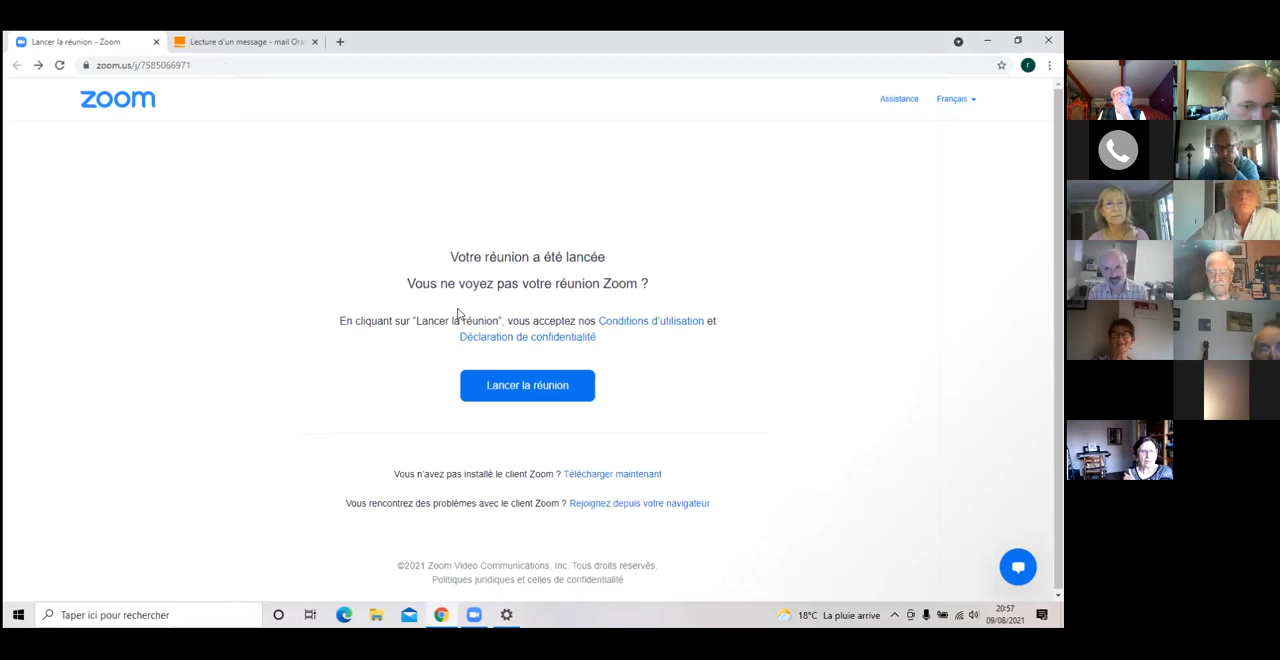 Lancer la réunion - Zoom
Lecture d'un message - mail Ora
zoom.us/j/7585066971
r
zoom
Assistance Français
Votre réunion a été lancée
Vous ne voyez pas votre réunion Zoom ?
En cliquant sur "Lancer la réunion", vous acceptez nos Conditions d'utilisation et
Déclaration de confidentialité
Lancer la réunion
Vous n'avez pas installé le client Zoom ? Télécharger maintenant
Vous rencontrez des problèmes avec le client Zoom ? Rejoignez depuis votre navigateur
©2021 Zoom Video Communications, Inc. Tous droits réservés.
Politiques juridiques et celles de confidentialité
Taper ici pour rechercher
18°C La pluie arrive
20:57
09/08/2021